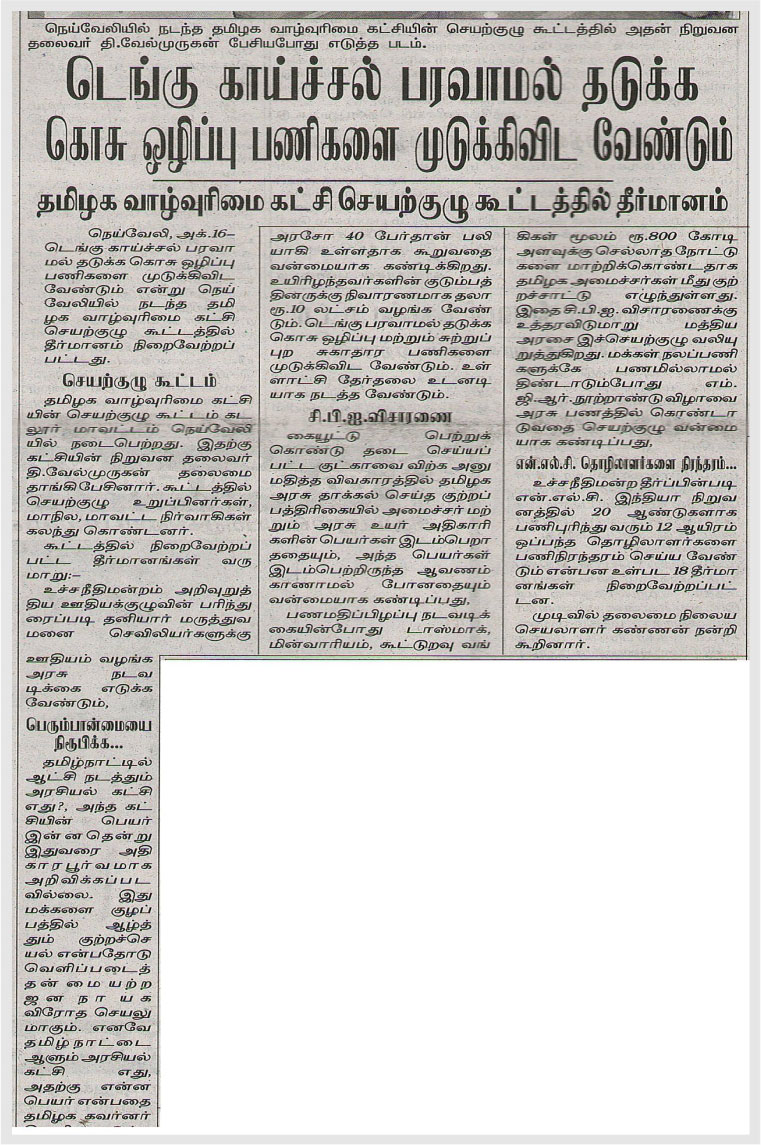 நெய்வேலியில் நடந்த தமிழக வாழ்வுரிமை கட்சியின் செயற்குழு கூட்டத்தில் அதன் நிறுவன
தலைவர் தி.வேல்முருகன் பேசியபோது எடுத்த படம்.
டெங்கு காய்ச்சல் பரவாமல் தடுக்க
கொசு ஒழிப்பு பணிகளை முடுக்கிவிட வேண்டும்
தமிழக வாழ்வுரிமை கட்சி செயற்குழு கூட்டத்தில் தீர்மானம்
நெய்வேலி, அக்.16–
டெங்கு காய்ச்சல் பரவா
மல் தடுக்க கொசு ஒழிப்பு
பணிகளை முடுக்கிவிட
வேண்டும் என்று நெய்
வேலியில் நடந்த தமி
ழக வாழ்வுரிமை கட்சி
செயற்குழு கூட்டத்தில்
தீர்மானம் நிறைவேற்றப்
பட்டது.
செயற்குழு கூட்டம்
தமிழக வாழ்வுரிமை கட்சி
யின் செயற்குழு கூட்டம் கட
லூர் மாவட்டம் நெய்வேலி
யில் நடைபெற்றது. இதற்கு
கட்சியின் நிறுவன தலைவர்
தி.வேல்முருகன் தலைமை
தாங்கி பேசினார். கூட்டத்தில்
செயற்குழு உறுப்பினர்கள்,
மாநில, மாவட்ட நிர்வாகிகள்
கலந்து கொண்டனர்.
கூட்டத்தில் நிறைவேற்றப்
பட்ட தீர்மானங்கள் வரு
மாறு:–
உச்சநீதிமன்றம் அறிவுறுத்
திய ஊதியக்குழுவின் பரிந்து
ரைப்படி தனியார் மருத்துவ
மனை செவிலியர்களுக்கு
ஊதியம் வழங்க
அரசு நடவ
டிக்கை எடுக்க
வேண்டும்,
பெரும்பான்மையை
நிரூபிக்க...
தமிழ்நாட்டில்
ஆட்சி நடத்தும்
அரசியல் கட்சி
எது?, அந்த கட்
சியின் பெயர்
இன்னதென்று
இதுவரை அதி
காரபூர்வமாக
அறிவிக்கப்பட
வில்லை. இது
மக்களை குழப்
பத்தில் ஆழ்த்
தும் குற்றச்செ
யல் என்பதோடு
வெளிப்படைத்
தன்மையற்ற
ஜனநாயக
விரோத செயலு
மாகும். எனவே
தமிழ்நாட்டை
ஆளும் அரசியல்
கட்சி எது,
அதற்கு என்ன
பெயர் என்பதை
தமிழக கவர்னர்
அரசோ 40 பேர்தான் பலி
யாகி உள்ளதாக கூறுவதை
வன்மையாக கண்டிக்கிறது.
உயிரிழந்தவர்களின் குடும்பத்
தினருக்கு நிவாரணமாக தலா
ரூ.10 லட்சம் வழங்க வேண்
டும். டெங்கு பரவாமல் தடுக்க
கொசு ஒழிப்பு மற்றும் சுற்றுப்
புற சுகாதார பணிகளை
முடுக்கிவிட வேண்டும். உள்
ளாட்சி தேர்தலை உடனடி
யாக நடத்த வேண்டும்.
சி.பி.ஐ.விசாரணை
கையூட்டு பெற்றுக்
கொண்டு தடை செய்யப்
பட்ட குட்காவை விற்க அனு
மதித்த விவகாரத்தில் தமிழக
அரசு தாக்கல் செய்த குற்றப்
பத்திரிகையில் அமைச்சர் மற்
றும் அரசு உயர் அதிகாரி
களின் பெயர்கள் இடம்பெறா
ததையும், அந்த பெயர்கள்
இடம்பெற்றிருந்த ஆவணம்
காணாமல் போனதையும்
வன்மையாக கண்டிப்பது,
பணமதிப்பிழப்பு நடவடிக்
கையின்போது டாஸ்மாக்,
மின்வாரியம், கூட்டுறவு வங்
கிகள் மூலம் ரூ.800 கோடி
அளவுக்கு செல்லாத நோட்டு
களை மாற்றிக்கொண்டதாக
தமிழக அமைச்சர்கள் மீது குற்
றச்சாட்டு எழுந்துள்ளது.
இதை சி.பி.ஐ. விசாரணைக்கு
உத்தரவிடுமாறு மத்திய
அரசை இச்செயற்குழு வலியு
றுத்துகிறது. மக்கள் நலப்பணி
களுக்கே பணமில்லாமல்
திண்டாடும்போது எம்.
ஜி.ஆர். நூற்றாண்டு விழாவை
அரசு பணத்தில் கொண்டா
டுவதை செயற்குழு வன்மை
யாக கண்டிப்பது,
என்.எல்.சி. தொழிலாளர்களை நிரந்தரம்...
உச்சநீதிமன்ற தீர்ப்பின்படி
என்.எல்.சி. இந்தியா நிறுவ
னத்தில் 20 ஆண்டுகளாக
பணிபுரிந்து வரும் 12 ஆயிரம்
ஒப்பந்த தொழிலாளர்களை
பணிநிரந்தரம் செய்ய வேண்
டும் என்பன உள்பட 18 தீர்மா
னங்கள் நிறைவேற்றப்பட்
டன.
முடிவில் தலைமை நிலைய
செயலாளர் கண்ணன் நன்றி
கூறினார்.